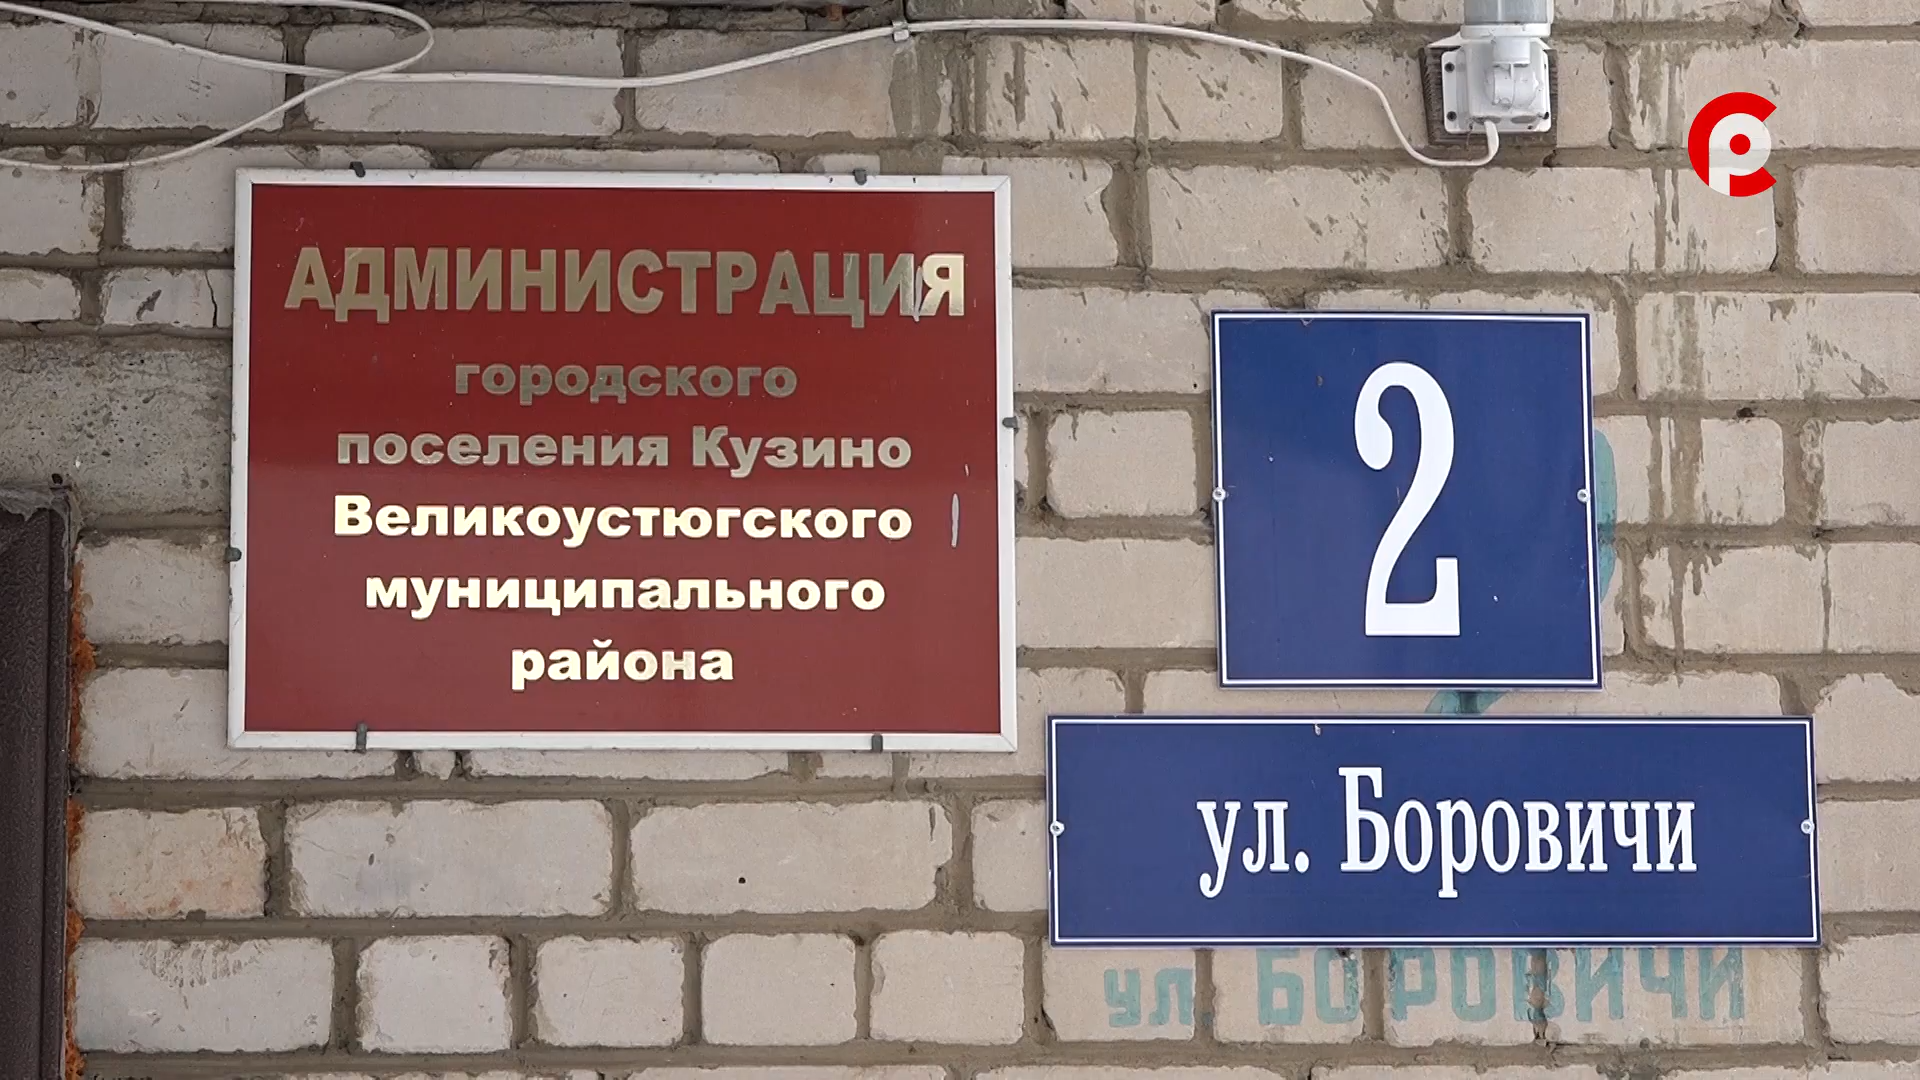 АДМИНИСТРАЦИЯ
городского
поселения Кузино
Великоустюгского
муниципального
района
2
ул. Боровичи
ул. БОРОВИЧИ